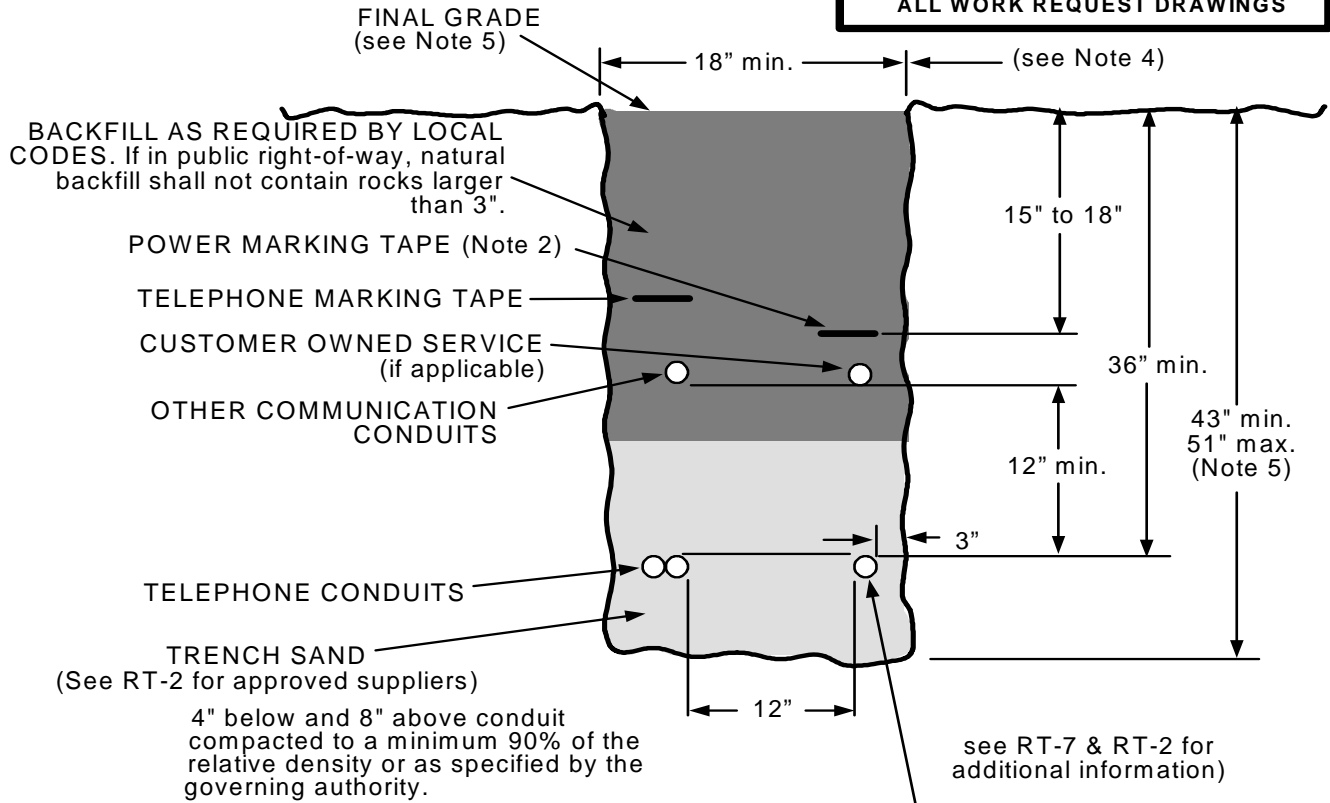 ALL WORK REQUEST DRAWINGS
FINAL GRADE
(see Note 5)
18” min.
(see Note 4)
BACKFILL AS REQUIRED BY LOCAL
CODES. If in public right-of-way, natural
backfill shall not contain rocks larger
than 3".
15" to 18"
POWER MARKING TAPE (Note 2)
TELEPHONE MARKING TAPE
CUSTOMER OWNED SERVICE
(if applicable)
36” min.
OTHER COMMUNICATION
CONDUITS
43" min.
51" max.
(Note 5)
12” min.
3”
TELEPHONE CONDUITS
TRENCH SAND
(See RT-2 for approved suppliers)
12”
4" below and 8" above conduit
compacted to a minimum 90% of the
relative density or as specified by the
governing authority.
see RT-7 & RT-2 for
additional information)